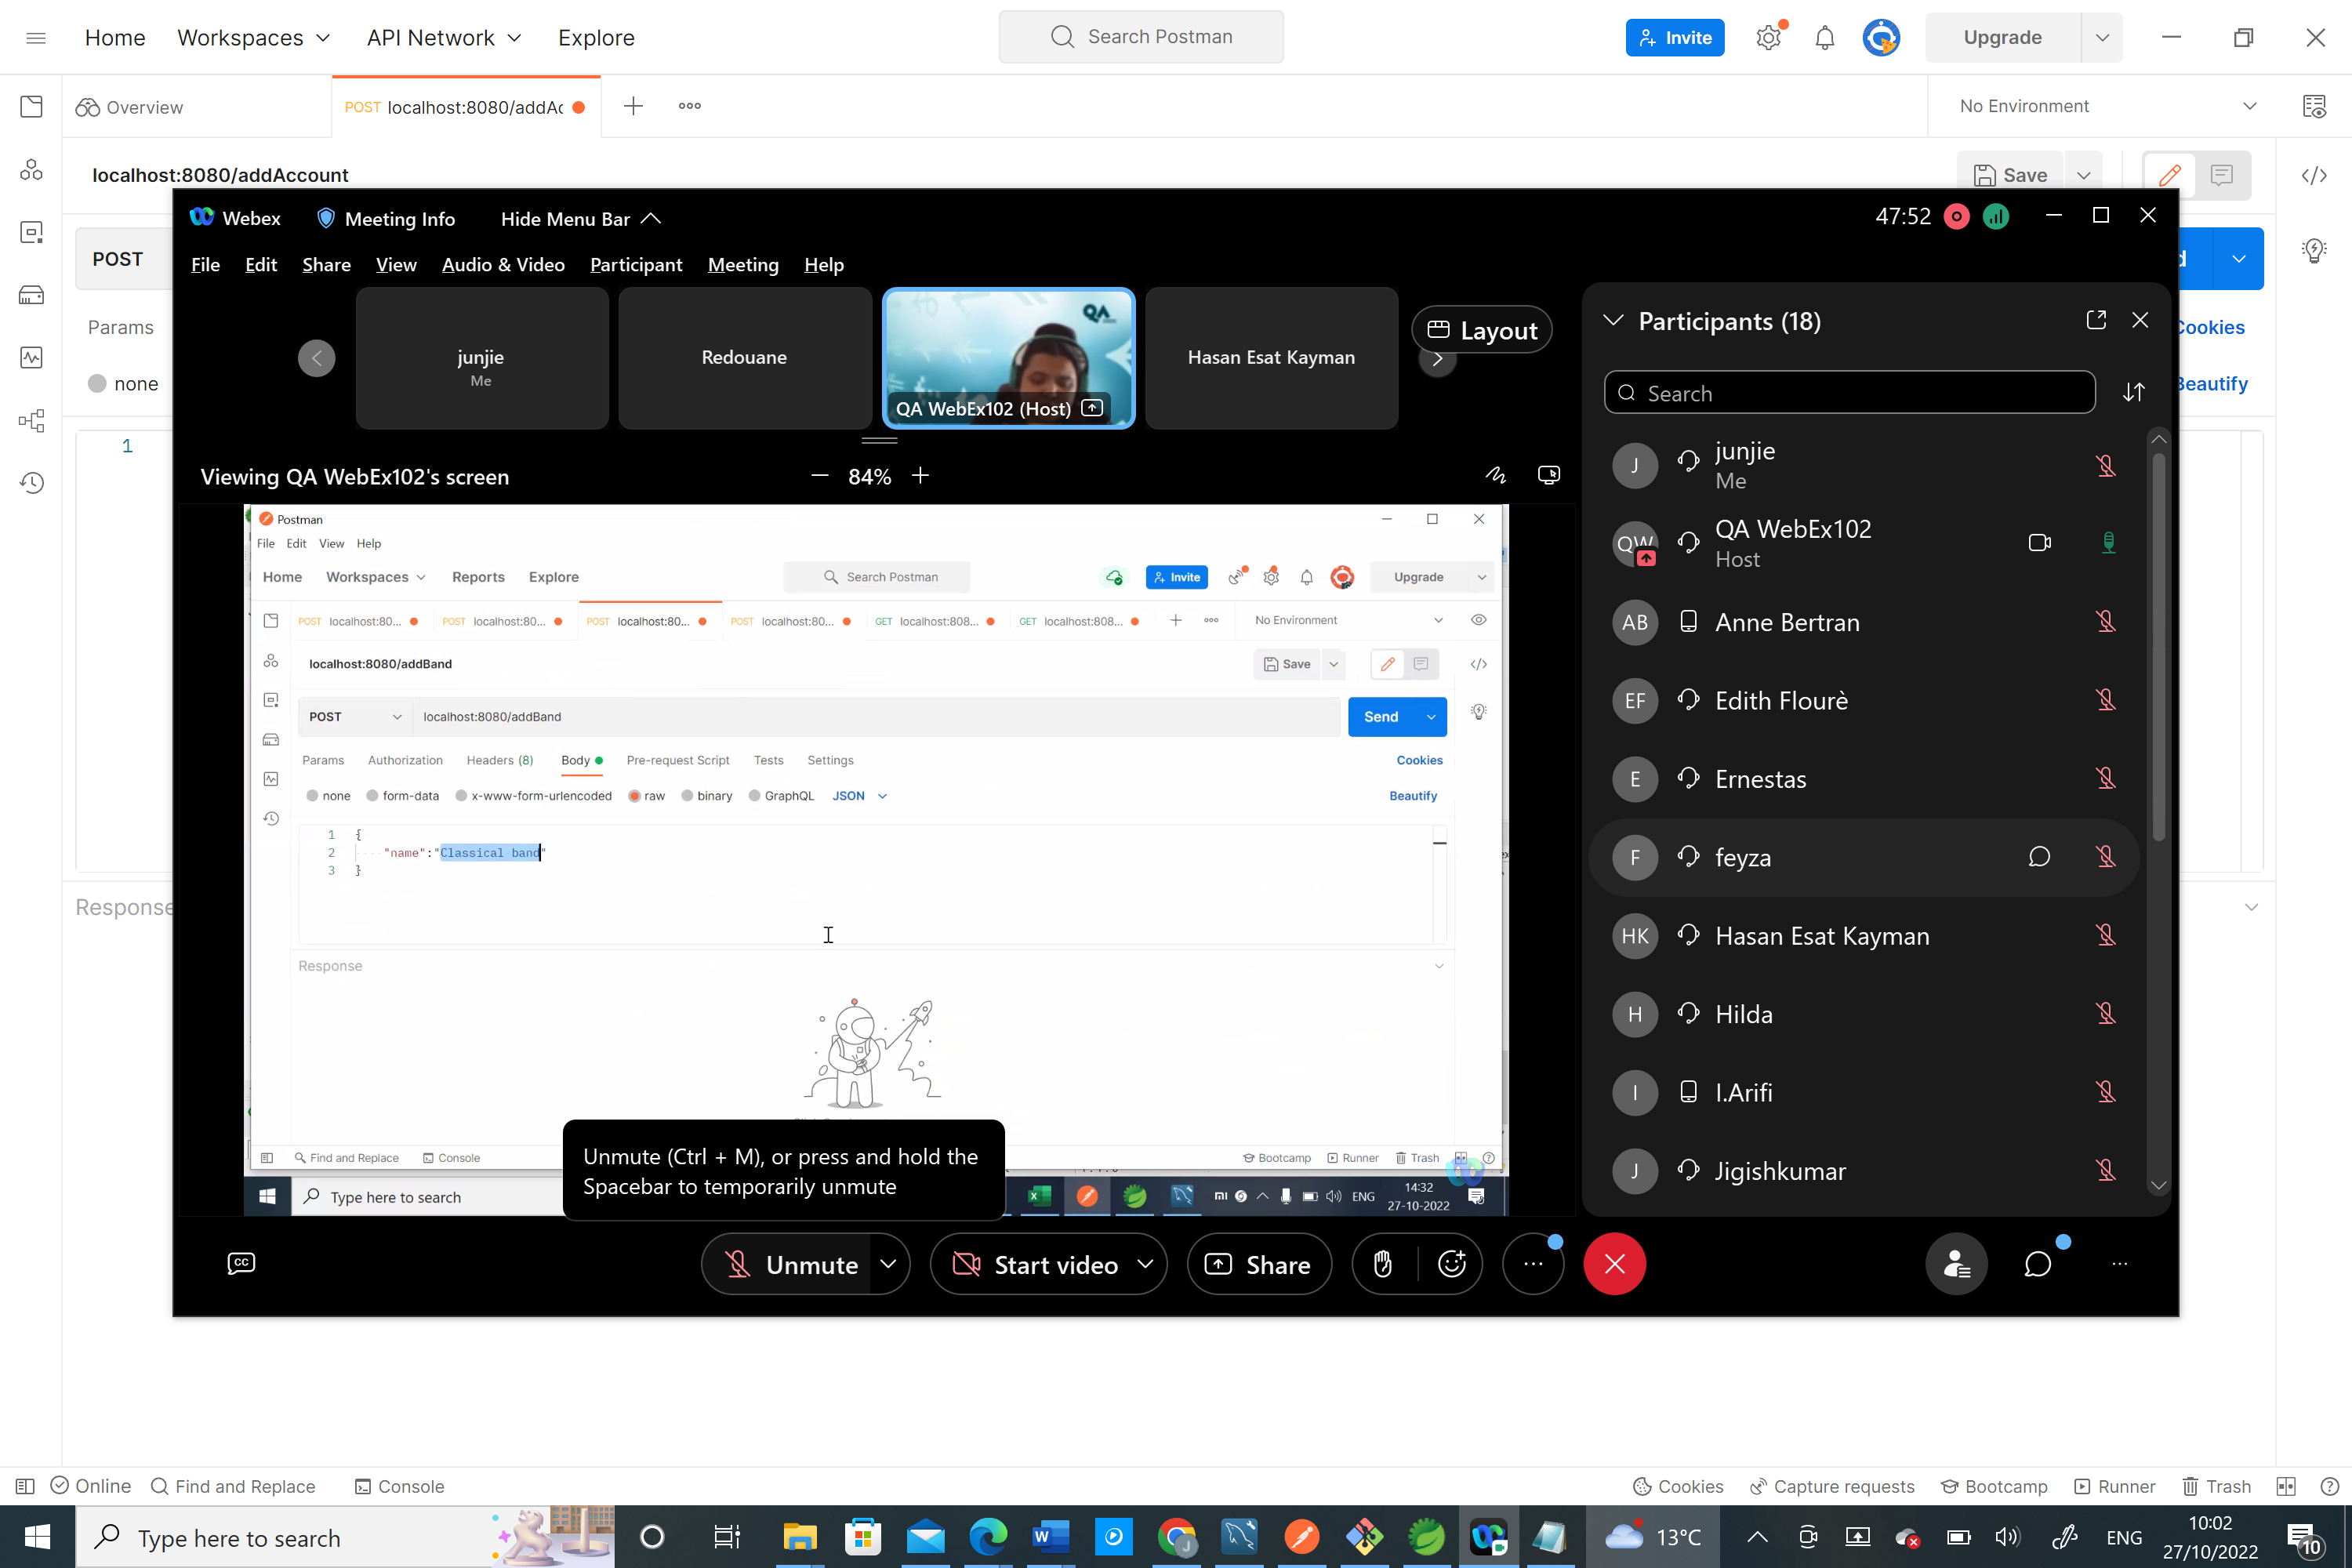 Home Workspaces API Network Explore Search Postman Invite Upgrade
Overview POST localhost:8080/addAc No Environment
localhost:8080/addAccount Save
Webex Meeting Info Hide Menu Bar 47:52
POST
File Edit Share View Audio & Video Participant Meeting Help
Params Cookies
none Beautify
1
junjie
Me
Redouane
QA
QA WebEx102 (Host)
Hasan Esat Kayman
Layout
Viewing QA WebEx102's screen 84%
Postman
File Edit View Help
Home Workspaces Reports Explore Search Postman Invite Upgrade
POST localhost:80... POST localhost:80... POST localhost:80... POST localhost:80... GET localhost:808... GET localhost:808... No Environment
localhost:8080/addBand Save
POST localhost:8080/addBand Send
Params Authorization Headers (8) Body Pre-request Script Tests Settings Cookies
none form-data x-www-form-urlencoded raw binary GraphQL JSON Beautify
1 {
2 "name":"Classical band"
3 }
Response
Response
Find and Replace Console Bootcamp Runner Trash
Type here to search ENG 14:32
27-10-2022
Unmute (Ctrl + M), or press and hold the
Spacebar to temporarily unmute
Participants (18)
Search
J junjie
Me
QW QA WebEx102
Host
AB Anne Bertran
EF Edith Flourè
E Ernestas
F feyza
HK Hasan Esat Kayman
H Hilda
I I.Arifi
J Jigishkumar
CC Unmute Start video Share
Online Find and Replace Console Cookies Capture requests Bootcamp Runner Trash
Type here to search 13°C ENG 10:02
27/10/2022 10